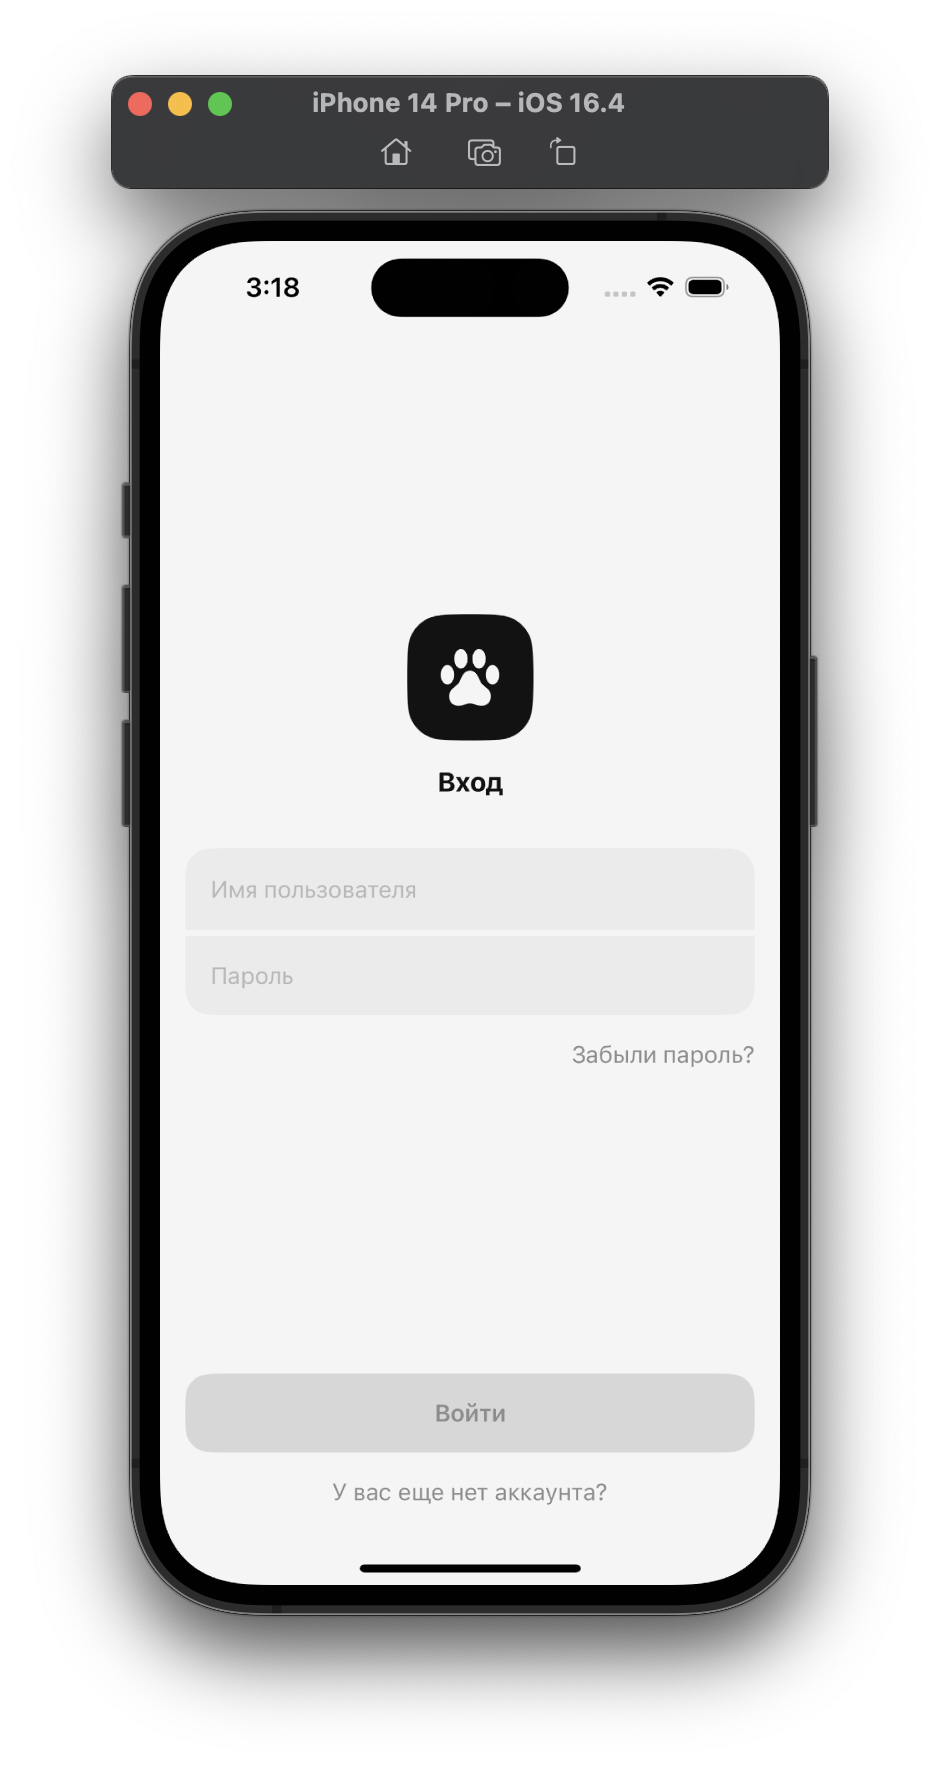 iPhone 14 Pro – iOS 16.4
3:18
Вход
Имя пользователя
Пароль
Забыли пароль?
Войти
У вас еще нет аккаунта?